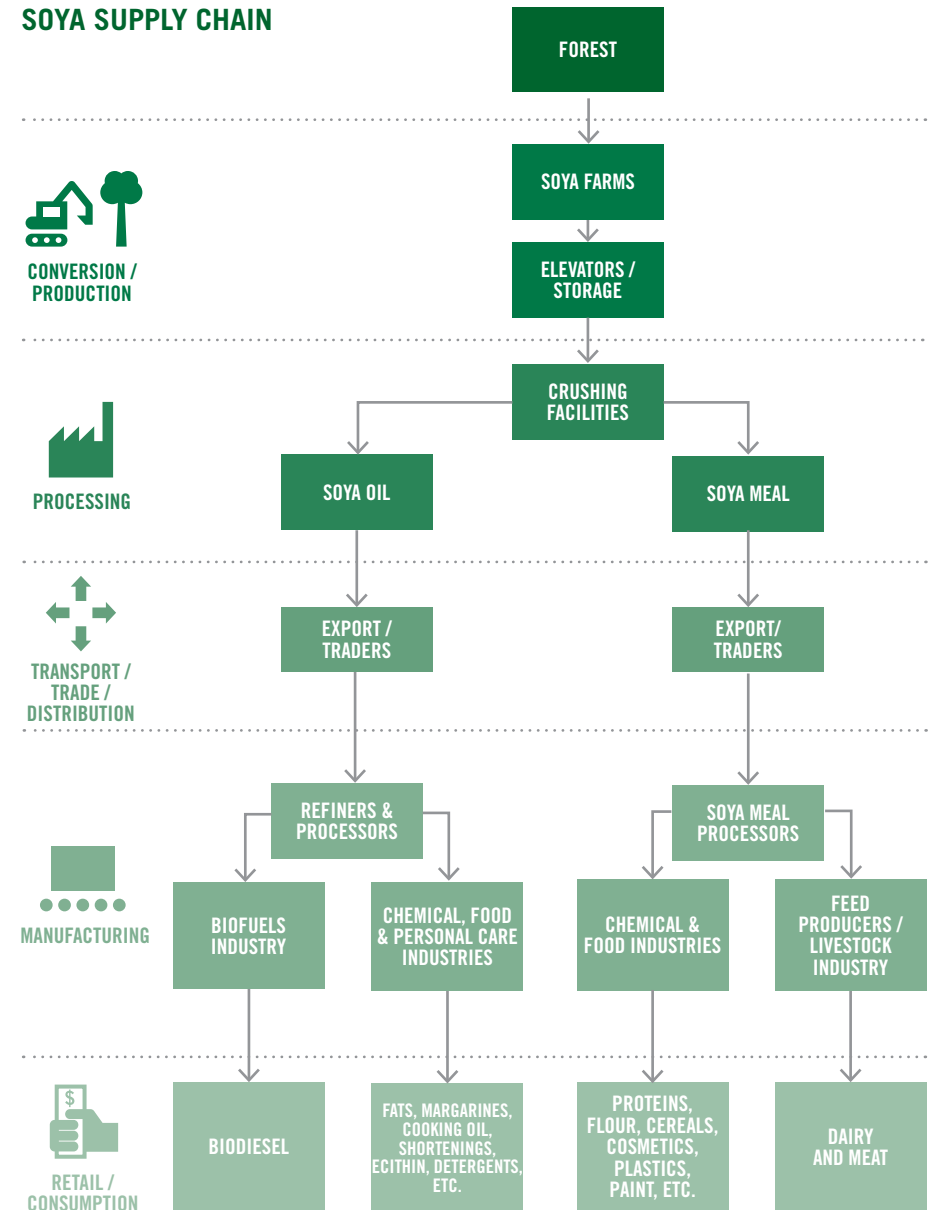 SOYA SUPPLY CHAIN
FOREST
SOYA FARMS
ELEVATORS /
STORAGE
CONVERSION /
PRODUCTION
CRUSHING
FACILITIES
SOYA OIL
SOYA MEAL
PROCESSING
EXPORT /
TRADERS
EXPORT/
TRADERS
TRANSPORT /
TRADE /
DISTRIBUTION
REFINERS &
PROCESSORS
SOYA MEAL
PROCESSORS
MANUFACTURING
BIOFUELS
INDUSTRY
CHEMICAL, FOOD
& PERSONAL CARE
INDUSTRIES
CHEMICAL &
FOOD INDUSTRIES
FEED
PRODUCERS /
LIVESTOCK
INDUSTRY
$
RETAIL /
CONSUMPTION
BIODIESEL
FATS, MARGARINES,
COOKING OIL,
SHORTENINGS,
ECITHIN, DETERGENTS,
ETC.
PROTEINS,
FLOUR, CEREALS,
COSMETICS,
PLASTICS,
PAINT, ETC.
DAIRY
AND MEAT